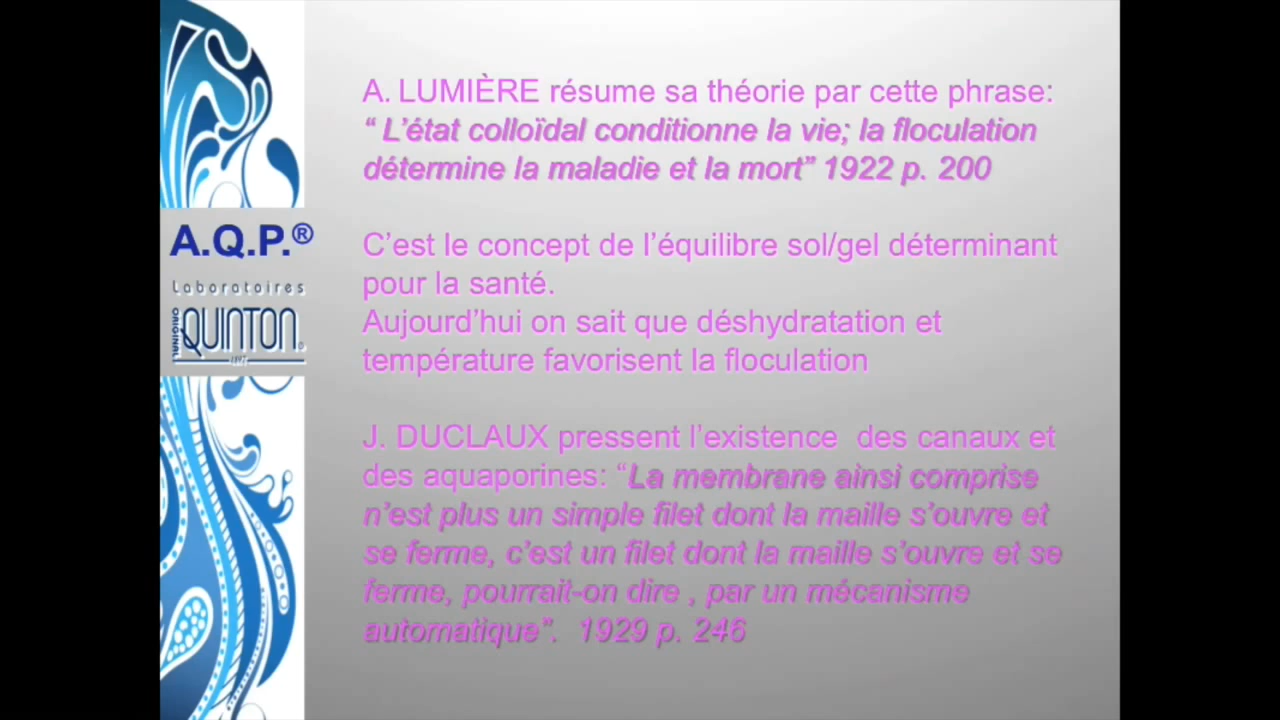 A. LUMIÈRE résume sa théorie par cette phrase:
“ L’état colloïdal conditionne la vie; la floculation
détermine la maladie et la mort” 1922 p. 200
A.Q.P.®
Laboratoires
ORIGINAL
QUINTON
C’est le concept de l’équilibre sol/gel déterminant
pour la santé.
Aujourd’hui on sait que déshydratation et
température favorisent la floculation
J. DUCLAUX pressent l’existence  des canaux et
des aquaporines: “La membrane ainsi comprise
n’est plus un simple filet dont la maille s’ouvre et
se ferme, c’est un filet dont la maille s’ouvre et se
ferme, pourrait-on dire , par un mécanisme
automatique”.  1929 p. 246